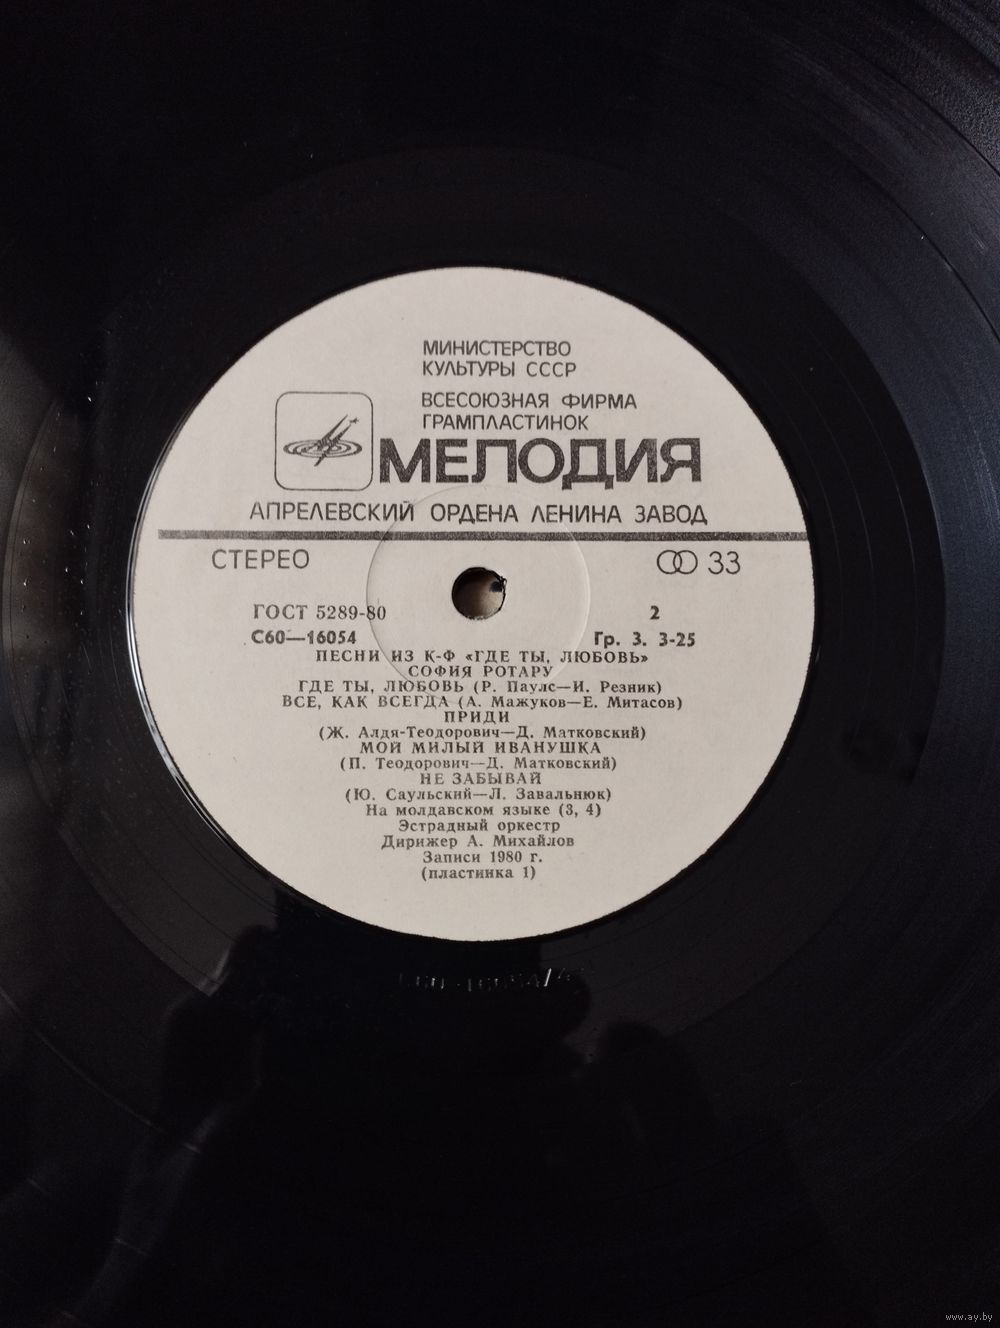 МИНИСТЕРСТВО
КУЛЬТУРЫ СССР
ВСЕСОЮЗНАЯ ФИРМА
ГРАМПЛАСТИНОК
МЕЛОДИЯ
АПРЕЛЕВСКИЙ ОРДЕНА ЛЕНИНА ЗАВОД
СТЕРЕО 33
ГОСТ 5289-80 2
С60—16054 Гр. 3. 3-25
ПЕСНИ ИЗ К-Ф «ГДЕ ТЫ, ЛЮБОВЬ»
СОФИЯ РОТАРУ
ГДЕ ТЫ, ЛЮБОВЬ (Р. Паулс—И. Резник)
ВСЕ, КАК ВСЕГДА (А. Мажуков—Е. Митасов)
ПРИДИ
(Ж. Алдя-Теодорович—Д. Матковский)
МОЙ МИЛЫЙ ИВАНУШКА
(П. Теодорович—Д. Матковский)
НЕ ЗАБЫВАЙ
(Ю. Саульский—Л. Завальнюк)
На молдавском языке (3, 4)
Эстрадный оркестр
Дирижер А. Михайлов
Записи 1980 г.
(пластинка 1)
www.ay.by